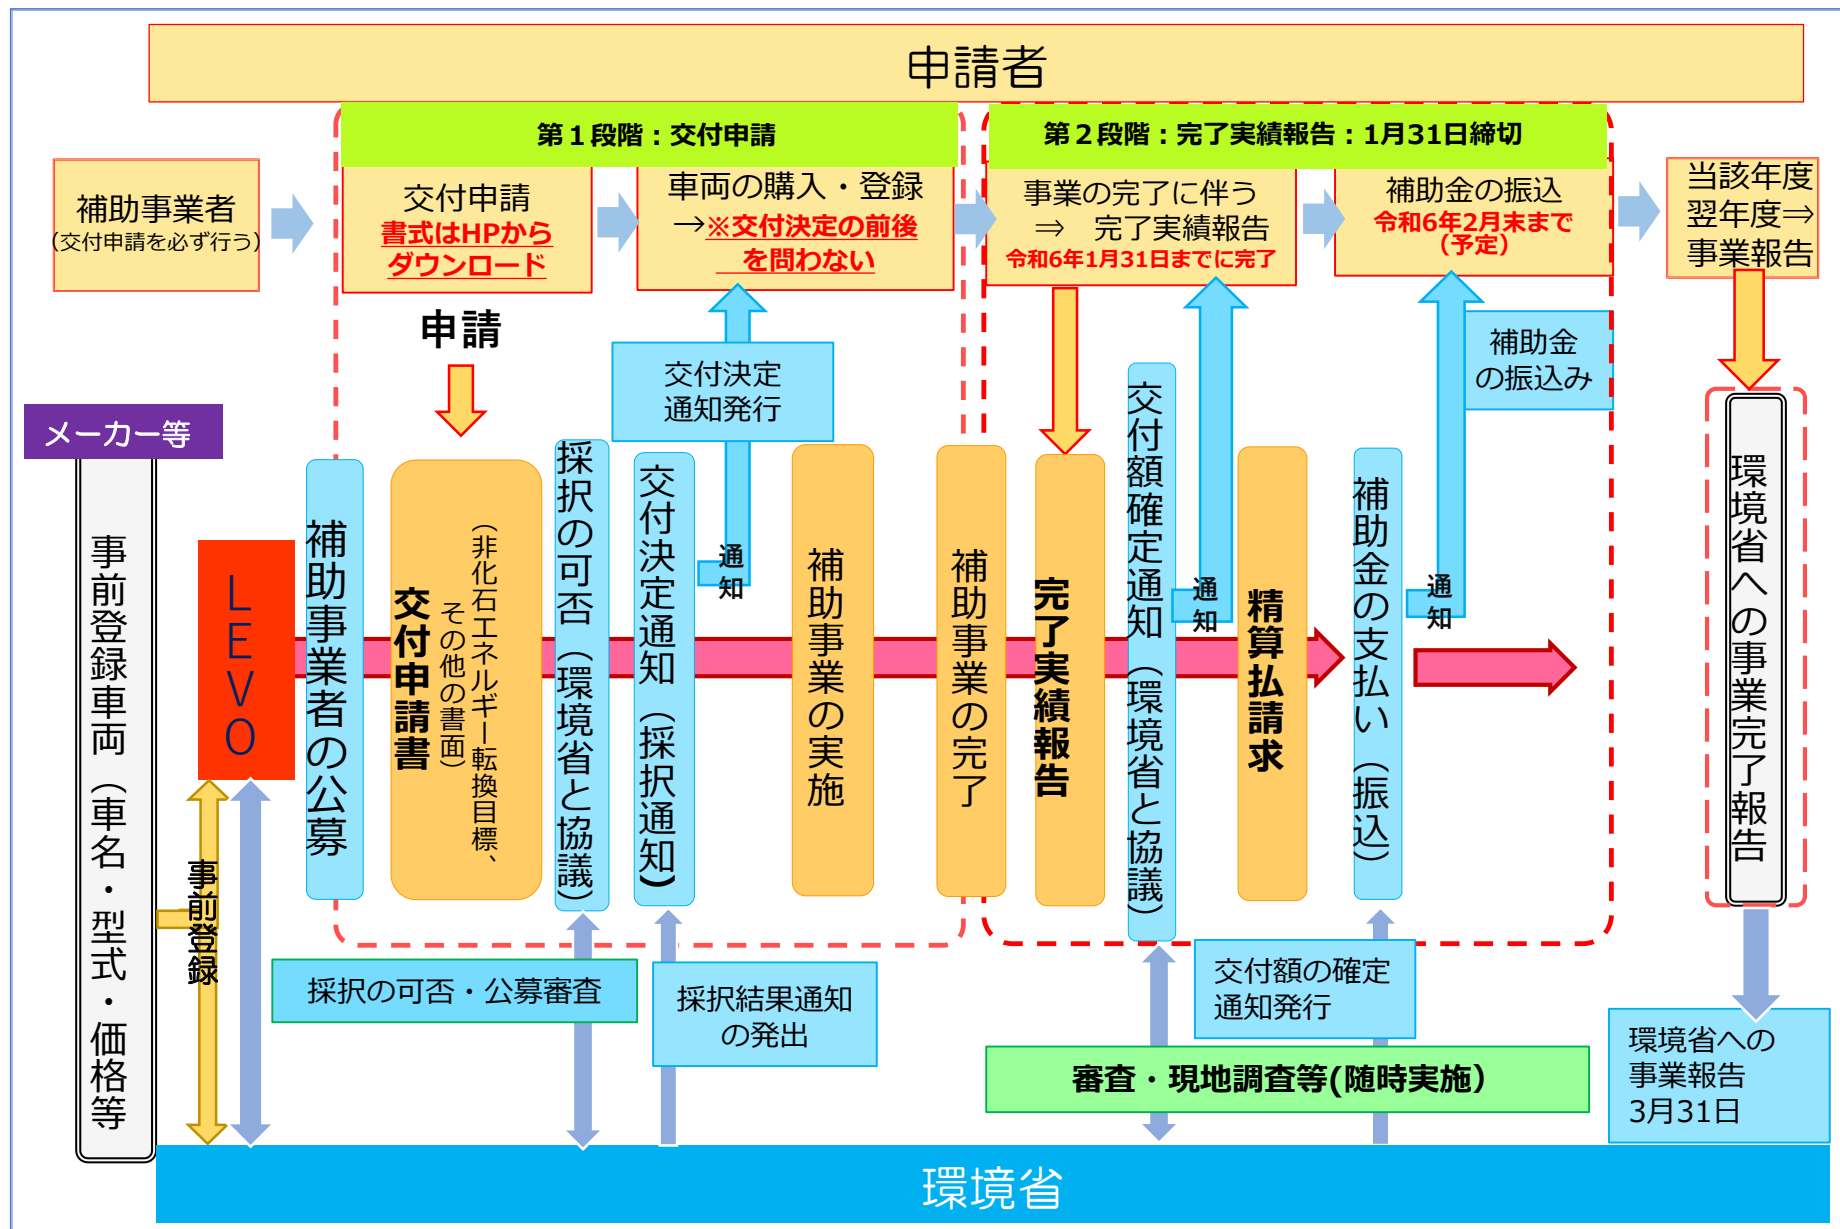 申請者
第１段階：交付申請
第２段階：完了実績報告：1月31日締切
補助事業者
（交付申請を必ず行う）
交付申請
書式はHPから
ダウンロード
車両の購入・登録
→※交付決定の前後
を問わない
事業の完了に伴う
⇒　完了実績報告
令和6年1月31日までに完了
補助金の振込
令和6年2月末まで
（予定）
当該年度
翌年度⇒
事業報告
申請
交付決定
通知発行
補助金
の振込み
メーカー等
事前登録車両（車名・型式・価格等
事前登録
LEVO
補助事業者の公募
交付申請書
（非化石エネルギー転換目標、
その他の書面）
採択の可否（環境省と協議）
交付決定通知（採択通知）
通知
補助事業の実施
補助事業の完了
完了実績報告
交付額確定通知（環境省と協議）
通知
精算払請求
補助金の支払い（振込）
通知
環境省への事業完了報告
採択の可否・公募審査
採択結果通知
の発出
交付額の確定
通知発行
審査・現地調査等(随時実施）
環境省への
事業報告
3月31日
環境省